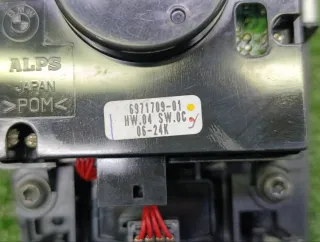 ALPS
JAPAN
>POM<
6971709-01
HW.04 SW.0C
06-24K